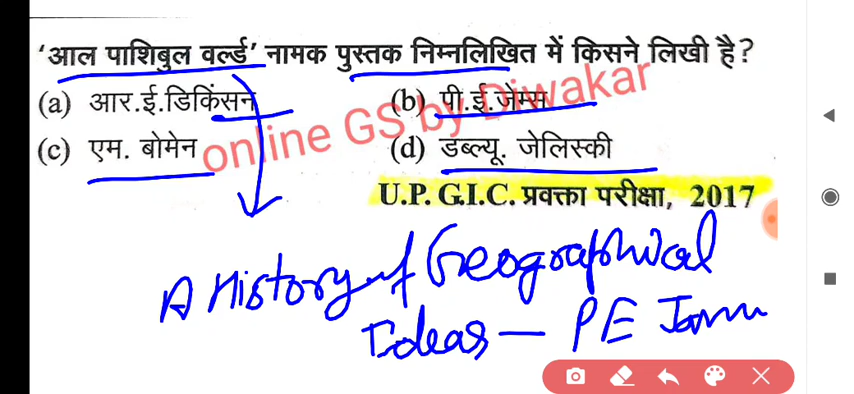 'आल पाशिबुल वर्ल्ड' नामक पुस्तक निम्नलिखित में किसने लिखी है?
(a) आर.ई.डिकिंसन
(b) पी.ई.जेम्स
(c) एम. बोमेन
(d) डब्ल्यू. जेलिस्की
online GS by Diwakar
U.P. G.I.C. प्रवक्ता परीक्षा, 2017
A History of Geographical
Ideas — PE James